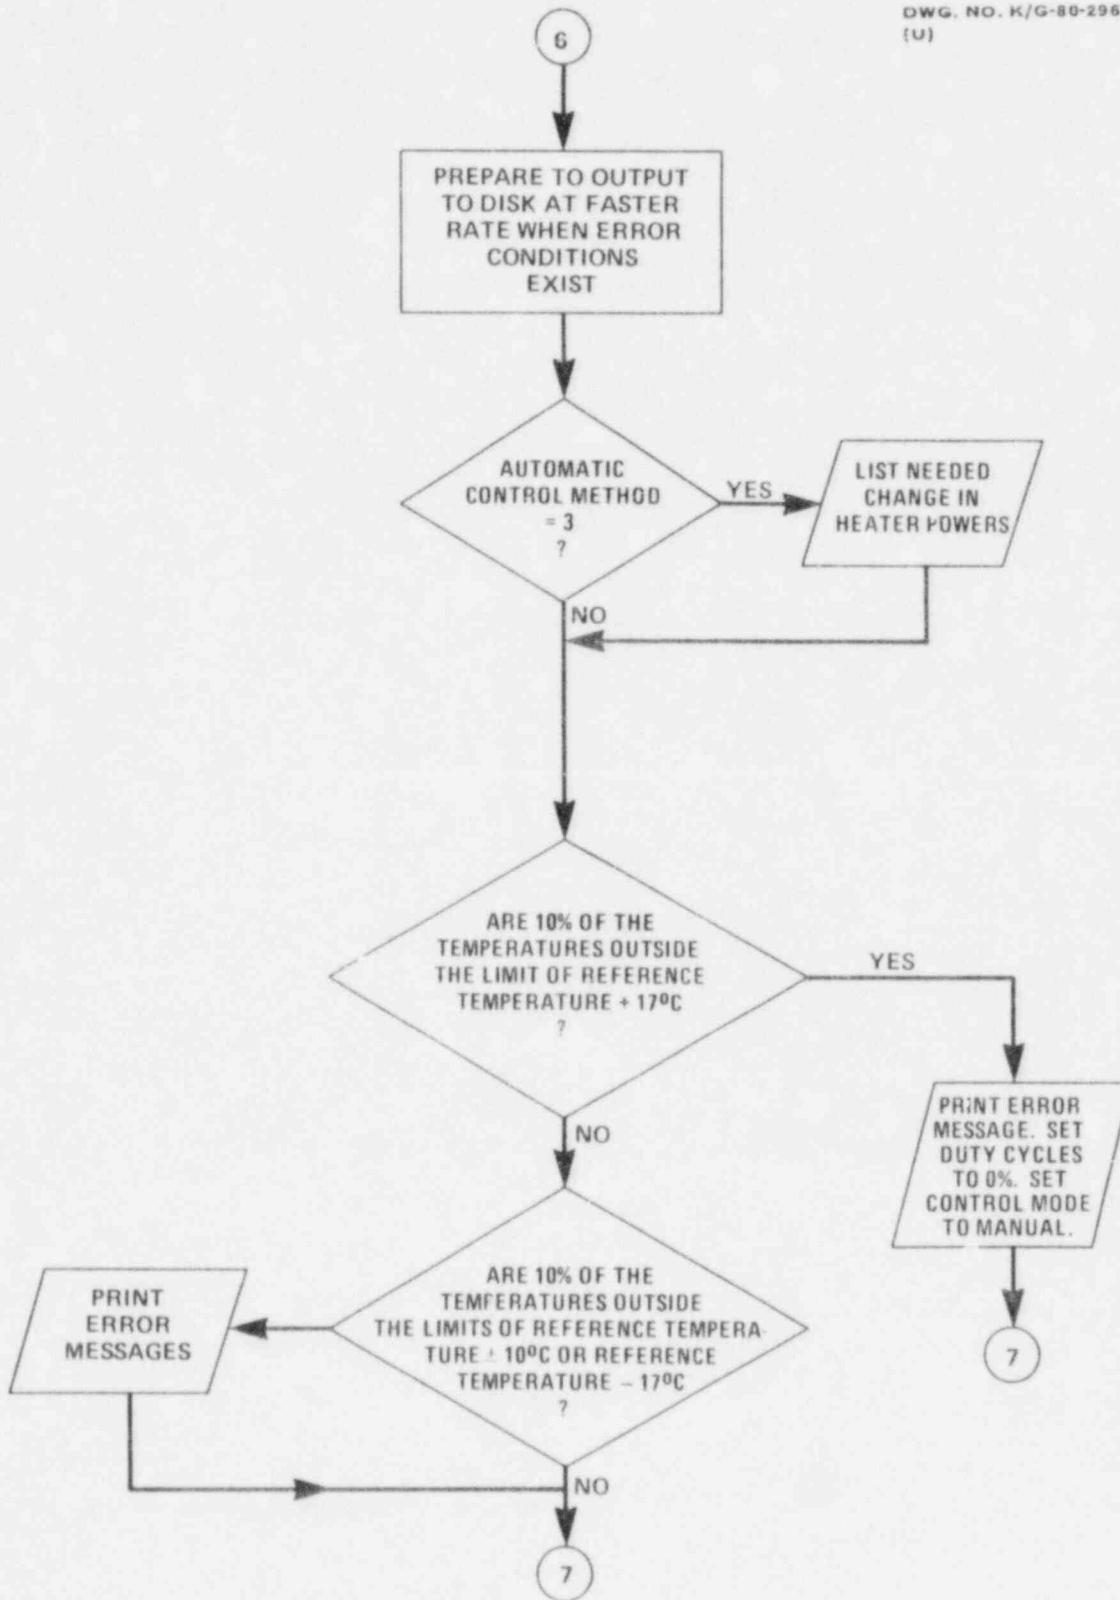 DWG. NO. K/G-80-296
(U)
6
PREPARE TO OUTPUT
TO DISK AT FASTER
RATE WHEN ERROR
CONDITIONS
EXIST
AUTOMATIC
CONTROL METHOD
= 3
?
YES
LIST NEEDED
CHANGE IN
HEATER POWERS
NO
ARE 10% OF THE
TEMPERATURES OUTSIDE
THE LIMIT OF REFERENCE
TEMPERATURE + 17ºC
?
YES
NO
PRINT ERROR
MESSAGE. SET
DUTY CYCLES
TO 0%. SET
CONTROL MODE
TO MANUAL.
7
ARE 10% OF THE
TEMPERATURES OUTSIDE
THE LIMITS OF REFERENCE TEMPERA-
TURE ± 10ºC OR REFERENCE
TEMPERATURE – 17ºC
?
PRINT
ERROR
MESSAGES
NO
7